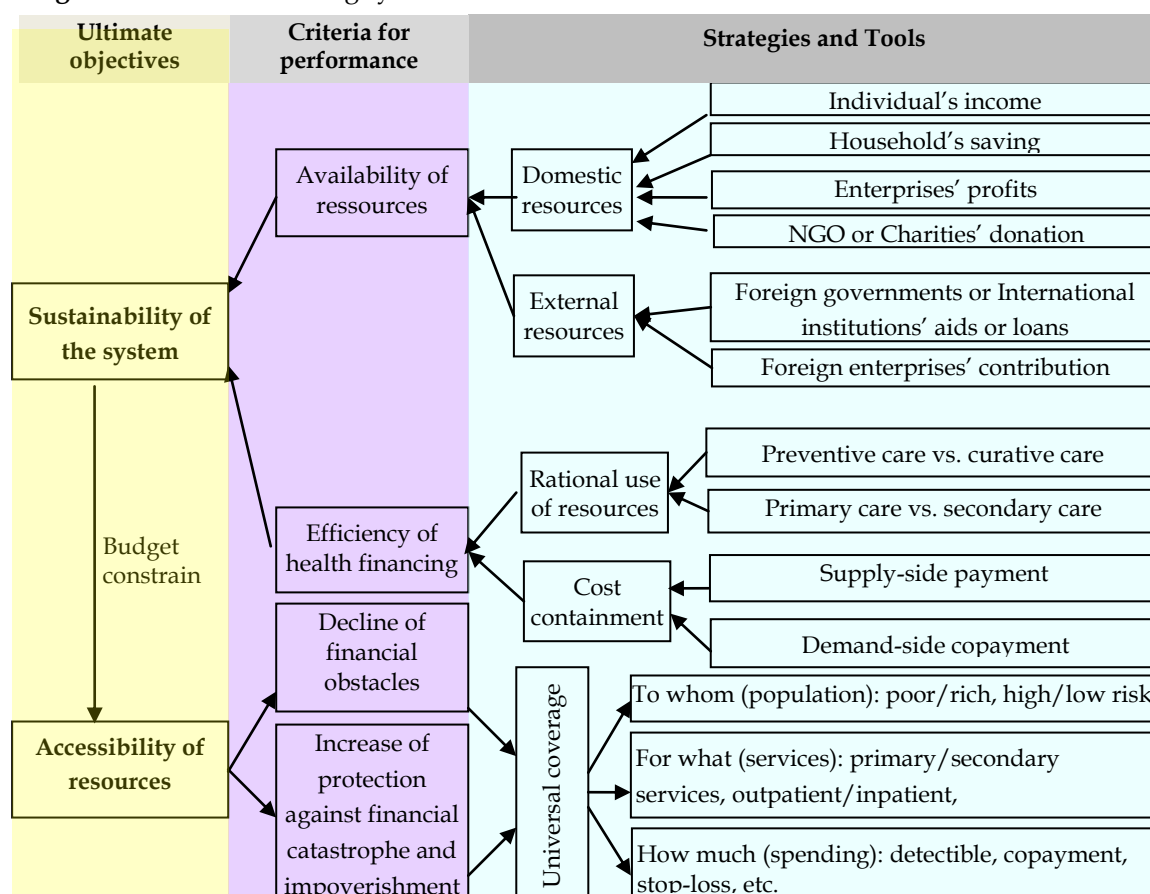 Ultimate
objectives
Criteria for
performance
Strategies and Tools
Individual's income
Household's saving
Availability of
ressources
Domestic
resources
Enterprises' profits
NGO or Charities' donation
Sustainability of
the system
External
resources
Foreign governments or International
institutions' aids or loans
Foreign enterprises' contribution
Rational use
of resources
Preventive care vs. curative care
Primary care vs. secondary care
Budget
constrain
Efficiency of
health financing
Cost
containment
Supply-side payment
Demand-side copayment
Decline of
financial
obstacles
Accessibility of
resources
Increase of
protection
against financial
catastrophe and
impoverishment
Universal coverage
To whom (population): poor/rich, high/low risk
For what (services): primary/secondary
services, outpatient/inpatient,
How much (spending): detectible, copayment,
stop-loss, etc.